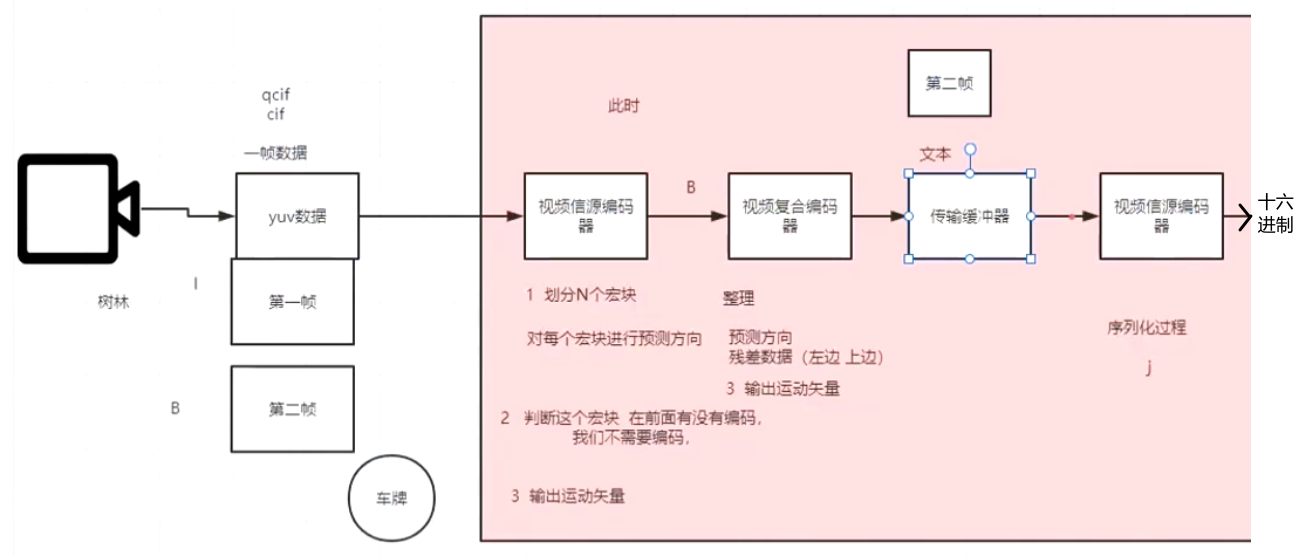 qcif
cif
一帧数据
yuv数据
第一帧
第二帧
I
B
树林
车牌
此时
第二帧
文本
视频信源编码
器
B
视频复合编码
器
传输缓冲器
视频信源编码
器
十六
进制
1 划分N个宏块
对每个宏块进行预测方向
整理
预测方向
残差数据（左边 上边）
3 输出运动矢量
2 判断这个宏块 在前面有没有编码，
我们不需要编码，
3 输出运动矢量
序列化过程
j